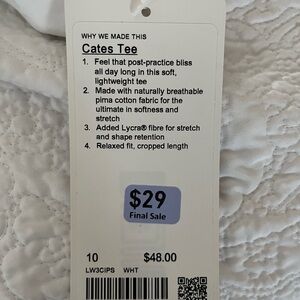 WHY WE MADE THIS
Cates Tee
1. Feel that post-practice bliss
all day long in this soft,
lightweight tee
2. Made with naturally breathable
pima cotton fabric for the
ultimate in softness and
stretch
3. Added Lycra® fibre for stretch
and shape retention
4. Relaxed fit, cropped length
$29
Final Sale
10 $48.00
LW3CIPS WHT